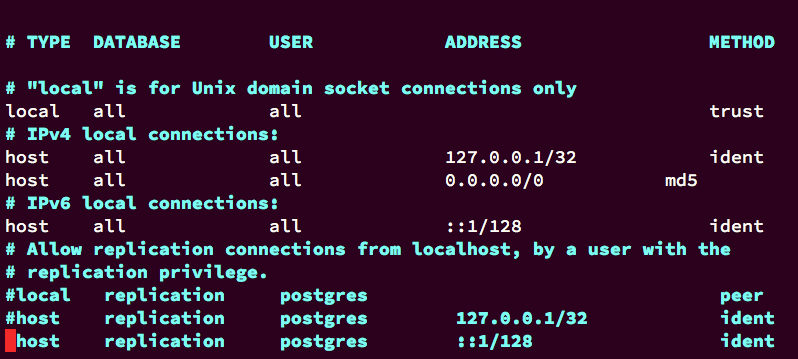 # TYPE  DATABASE        USER            ADDRESS                 METHOD
# "local" is for Unix domain socket connections only
local   all             all                                     trust
# IPv4 local connections:
host    all             all             127.0.0.1/32            ident
host    all             all             0.0.0.0/0           md5
# IPv6 local connections:
host    all             all             ::1/128                 ident
# Allow replication connections from localhost, by a user with the
# replication privilege.
#local   replication     postgres                                peer
#host    replication     postgres        127.0.0.1/32            ident
host    replication     postgres        ::1/128                 ident